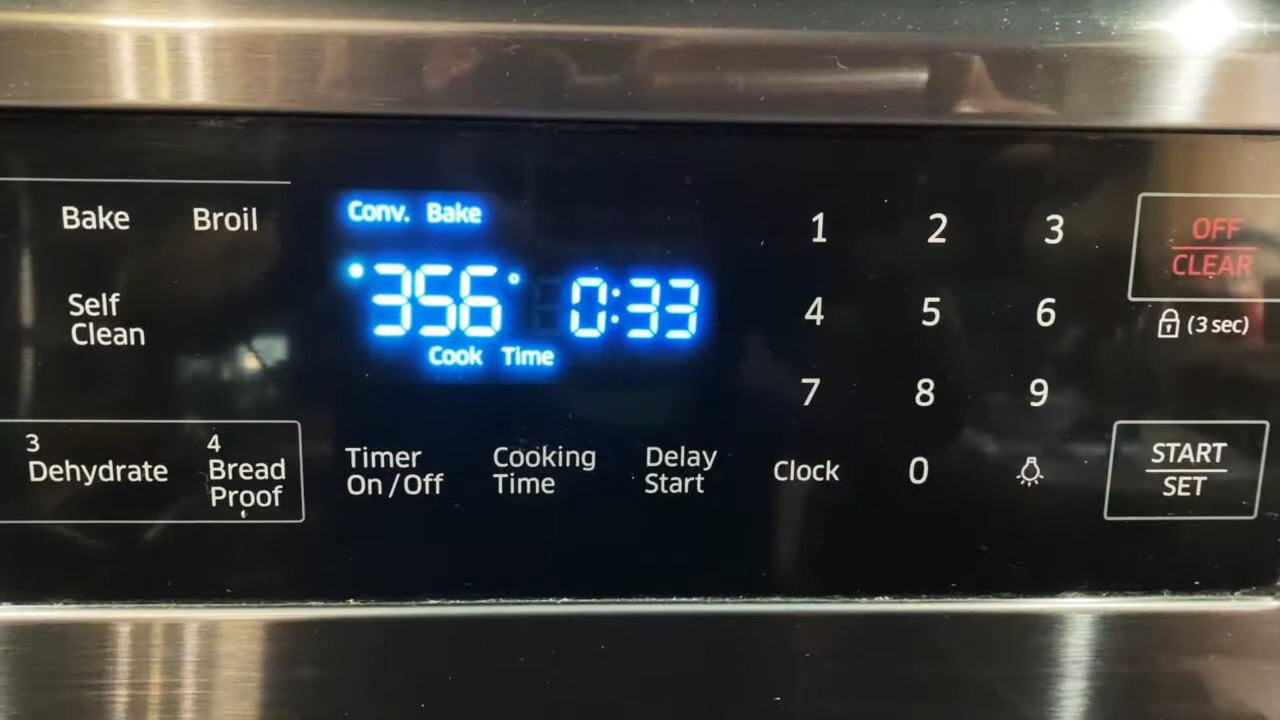 Bake Broil
Self
Clean
3
Dehydrate
4
Bread
Proof
Conv. Bake
356° 0:33
Cook Time
Timer
On/Off
Cooking
Time
Delay
Start
1 2 3
4 5 6
7 8 9
Clock 0
OFF
CLEAR
(3 sec)
START
SET